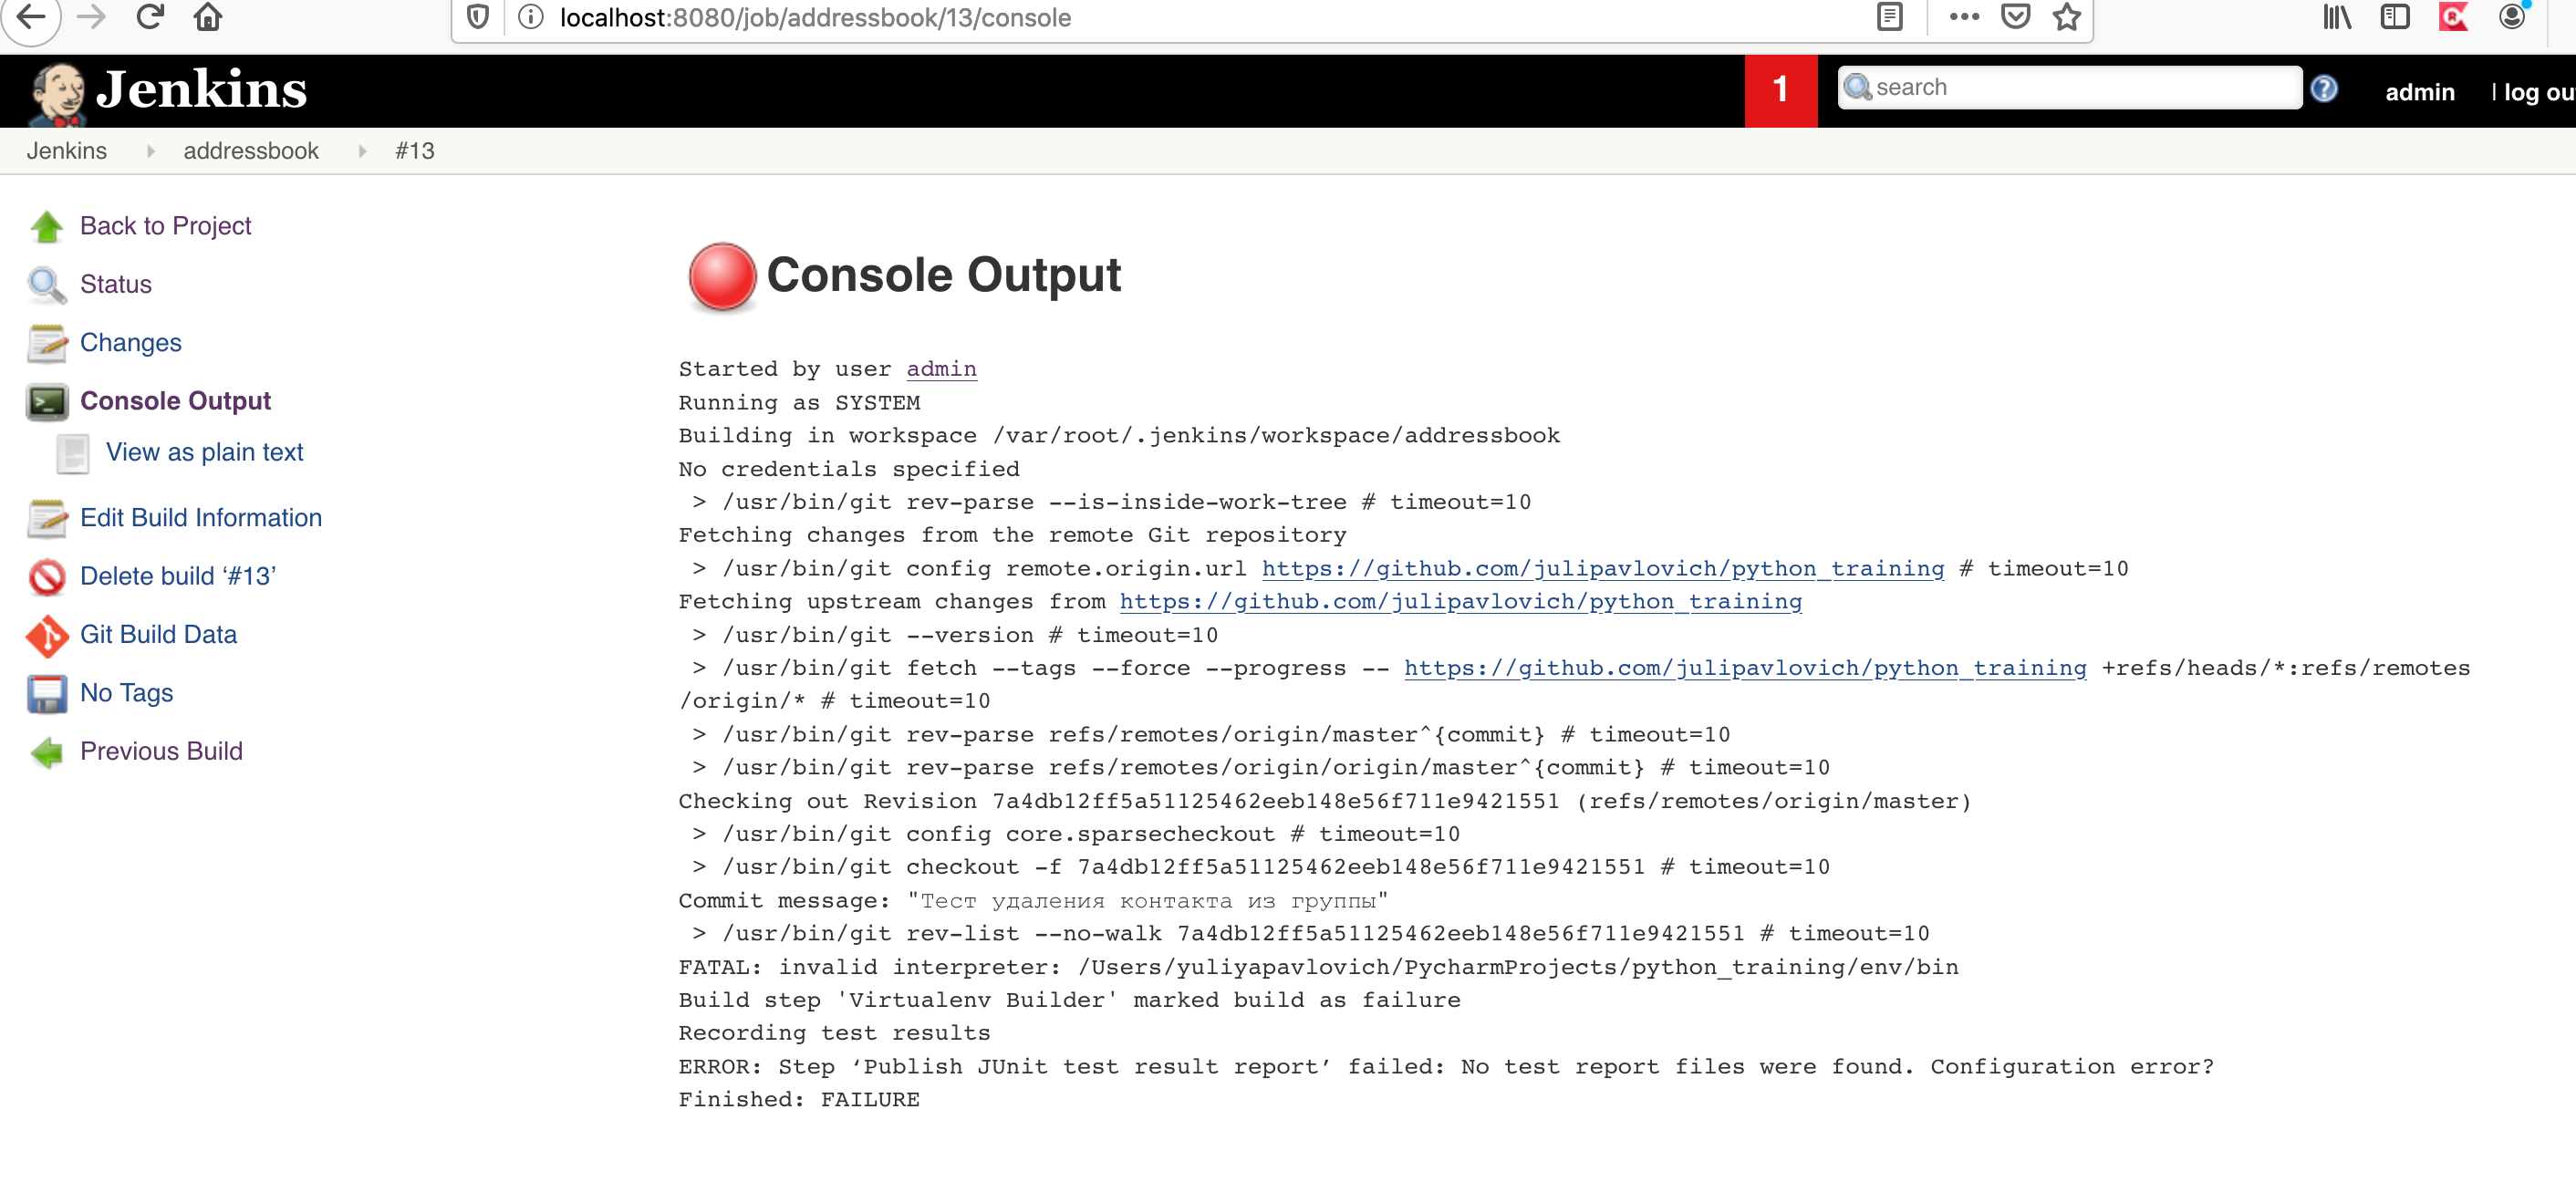 localhost:8080/job/addressbook/13/console
Jenkins
1
search
admin
| log ou
Jenkins
addressbook
#13
Back to Project
Status
Changes
Console Output
View as plain text
Edit Build Information
Delete build ‘#13’
Git Build Data
No Tags
Previous Build
Console Output
Started by user admin
Running as SYSTEM
Building in workspace /var/root/.jenkins/workspace/addressbook
No credentials specified
> /usr/bin/git rev-parse --is-inside-work-tree # timeout=10
Fetching changes from the remote Git repository
> /usr/bin/git config remote.origin.url https://github.com/julipavlovich/python_training # timeout=10
Fetching upstream changes from https://github.com/julipavlovich/python_training
> /usr/bin/git --version # timeout=10
> /usr/bin/git fetch --tags --force --progress -- https://github.com/julipavlovich/python_training +refs/heads/*:refs/remotes
/origin/* # timeout=10
> /usr/bin/git rev-parse refs/remotes/origin/master^{commit} # timeout=10
> /usr/bin/git rev-parse refs/remotes/origin/origin/master^{commit} # timeout=10
Checking out Revision 7a4db12ff5a51125462eeb148e56f711e9421551 (refs/remotes/origin/master)
> /usr/bin/git config core.sparsecheckout # timeout=10
> /usr/bin/git checkout -f 7a4db12ff5a51125462eeb148e56f711e9421551 # timeout=10
Commit message: "Тест удаления контакта из группы"
> /usr/bin/git rev-list --no-walk 7a4db12ff5a51125462eeb148e56f711e9421551 # timeout=10
FATAL: invalid interpreter: /Users/yuliyapavlovich/PycharmProjects/python_training/env/bin
Build step 'Virtualenv Builder' marked build as failure
Recording test results
ERROR: Step ‘Publish JUnit test result report’ failed: No test report files were found. Configuration error?
Finished: FAILURE